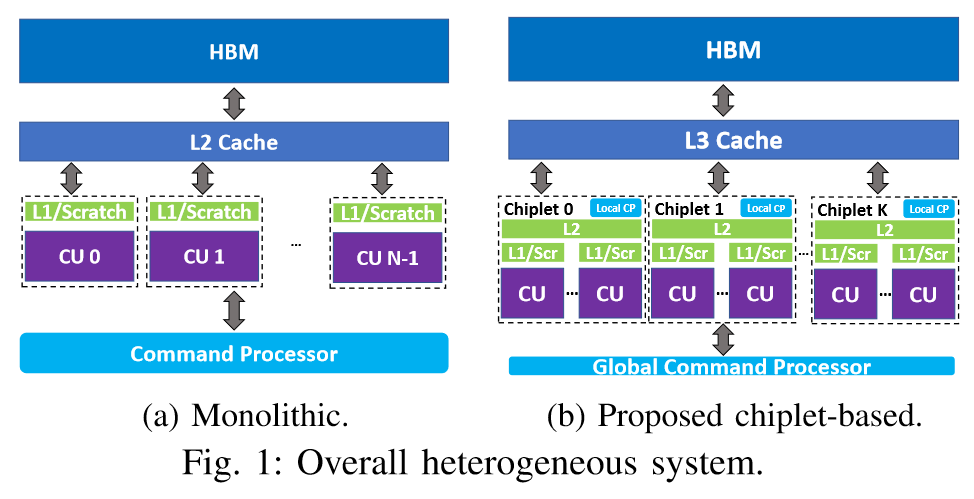 HBM
L2 Cache
L1/Scratch L1/Scratch L1/Scratch
CU 0 CU 1 ... CU N-1
Command Processor
(a) Monolithic.
HBM
L3 Cache
Chiplet 0 Local CP Chiplet 1 Local CP Chiplet K Local CP
L2 L2 L2
L1/Scr L1/Scr L1/Scr L1/Scr ... L1/Scr L1/Scr
CU ... CU CU ... CU CU ... CU
Global Command Processor
(b) Proposed chiplet-based.
Fig. 1: Overall heterogeneous system.